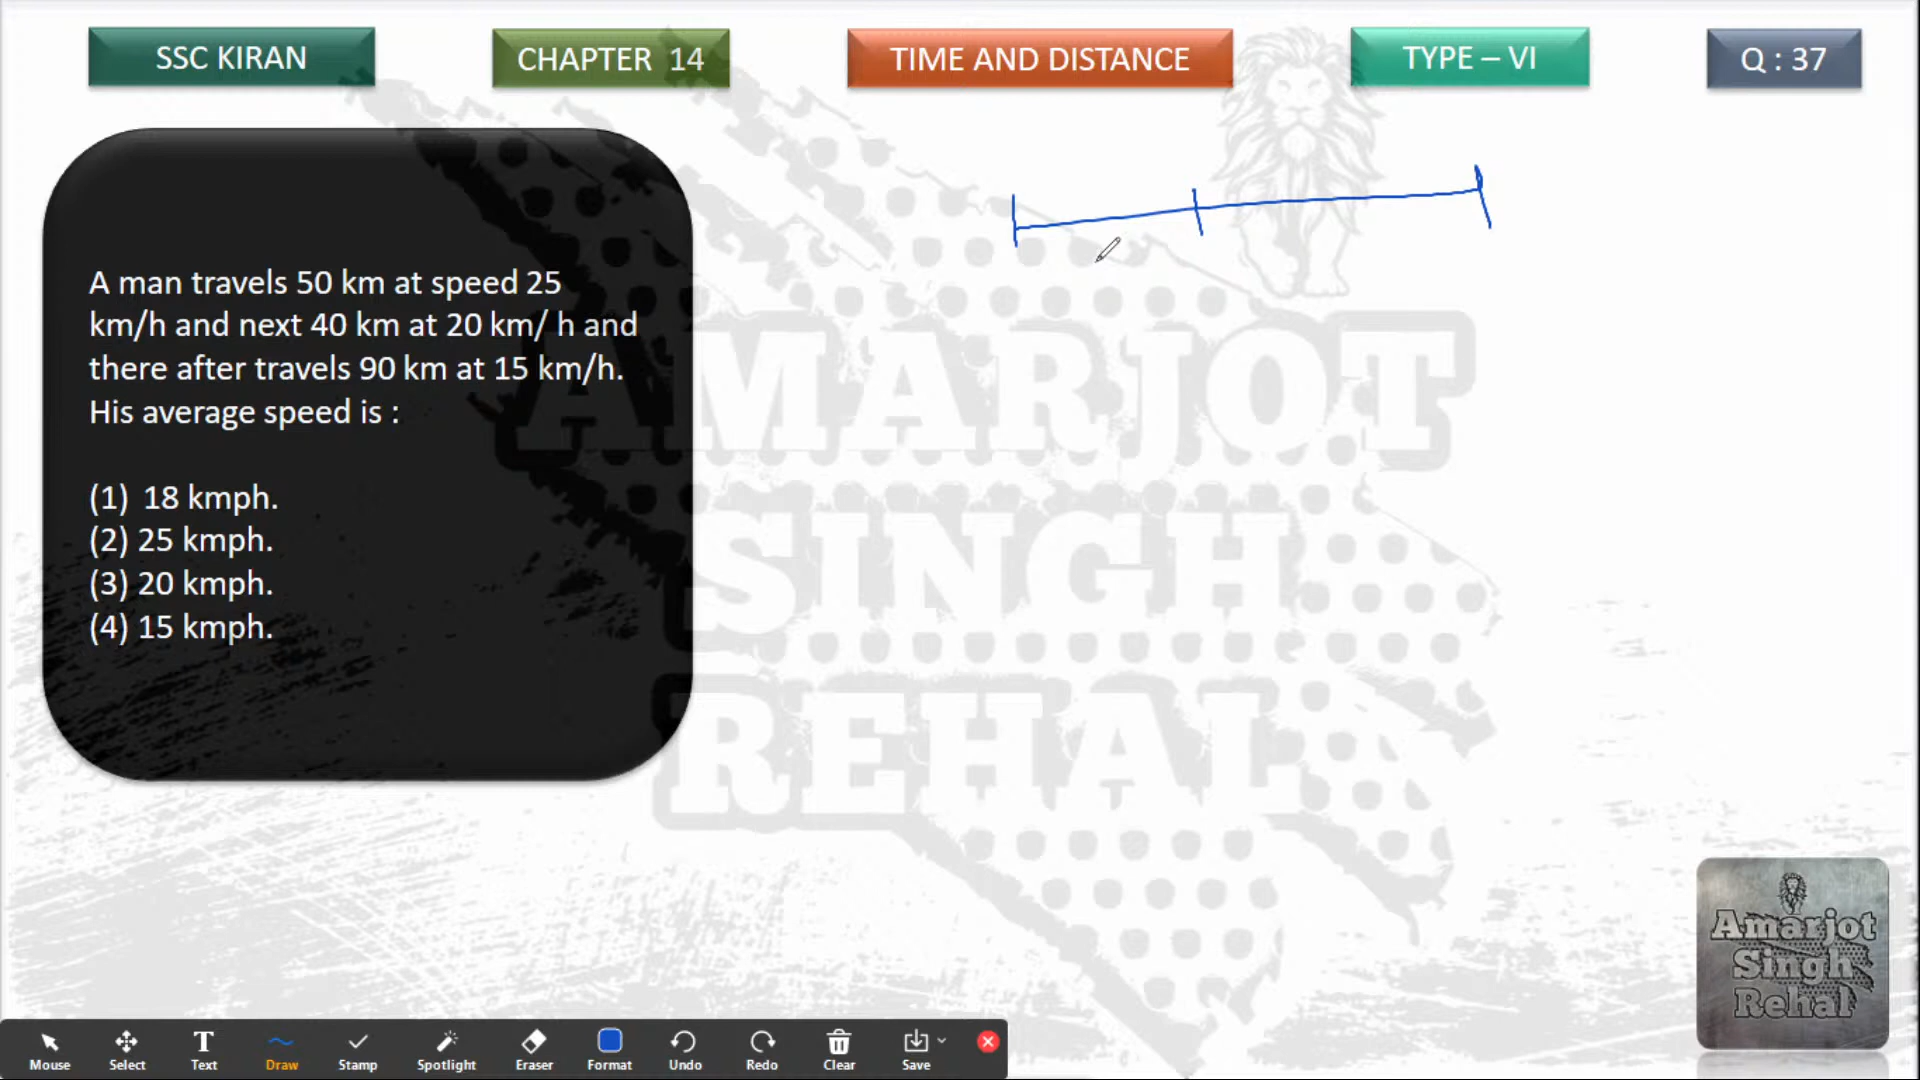 SSC KIRAN
CHAPTER 14
TIME AND DISTANCE
TYPE – VI
Q : 37
A man travels 50 km at speed 25
km/h and next 40 km at 20 km/ h and
there after travels 90 km at 15 km/h.
His average speed is :
(1) 18 kmph.
(2) 25 kmph.
(3) 20 kmph.
(4) 15 kmph.
AMARJOT
SINGH
REHAL
Amarjot
Singh
Rehal
Mouse
Select
Text
Draw
Stamp
Spotlight
Eraser
Format
Undo
Redo
Clear
Save